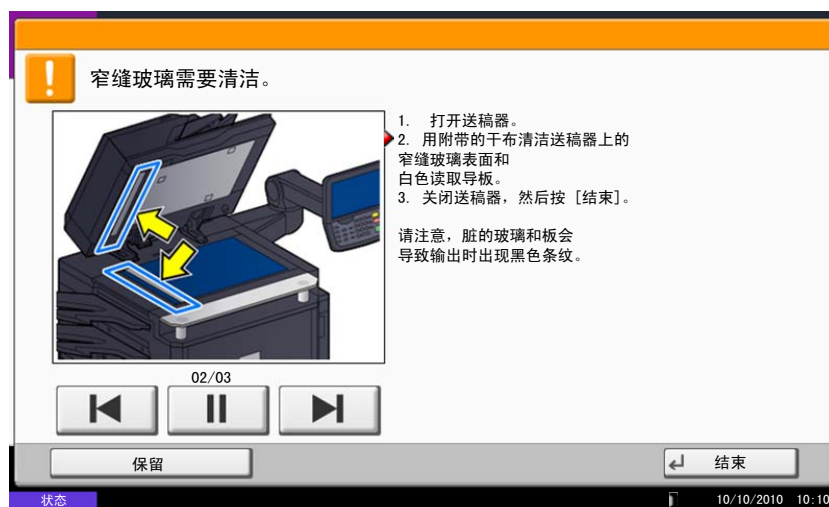 窄缝玻璃需要清洁。
1. 打开送稿器。
2. 用附带的干布清洁送稿器上的
窄缝玻璃表面和
白色读取导板。
3. 关闭送稿器，然后按 [结束]。
请注意，脏的玻璃和板会
导致输出时出现黑色条纹。
02/03
保留
结束
状态
10/10/2010 10:10